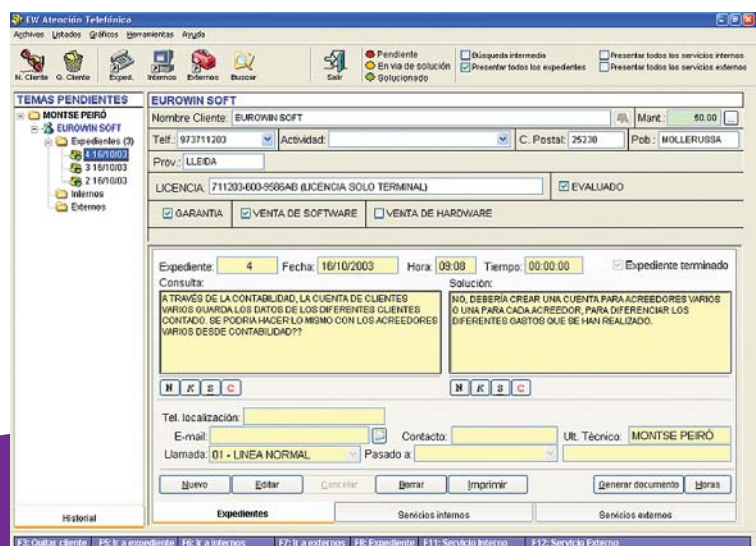 EW Atención Telefónica
Archivos Listados Gráficos Herramientas Ayuda
N. Cliente G. Cliente Exped. Internos Externos Buscar Salir
Pendiente
En via de solución
Solucionado
Búsqueda intermedia
Presentar todos los expedientes
Presentar todos los servicios internos
Presentar todos los servicios externos
TEMAS PENDIENTES
MONTSE PEIRÓ
EUROWIN SOFT
Expedientes (3)
4 16/10/03
3 16/10/03
2 16/10/03
Internos
Externos
Historial
EUROWIN SOFT
Nombre Cliente: EUROWIN SOFT Mant.: 50.00 ...
Telf.: 973711203 Actividad: C. Postal: 25230 Pob.: MOLLERUSSA
Prov.: LLEIDA
LICENCIA: 711203-600-9586AB (LICENCIA SOLO TERMINAL) EVALUADO
GARANTIA VENTA DE SOFTWARE VENTA DE HARDWARE
Expediente: 4 Fecha: 16/10/2003 Hora: 09:08 Tiempo: 00:00:00 Expediente terminado
Consulta:
A TRAVÉS DE LA CONTABILIDAD, LA CUENTA DE CLIENTES
VARIOS GUARDA LOS DATOS DE LOS DIFERENTES CLIENTES
CONTADO. SE PODRIA HACER LO MISMO CON LOS ACREEDORES
VARIOS DESDE CONTABILIDAD??
Solución:
NO, DEBERÍA CREAR UNA CUENTA PARA ACREEDORES VARIOS
O UNA PARA CADA ACREEDOR, PARA DIFERENCIAR LOS
DIFERENTES GASTOS QUE SE HAN REALIZADO.
N K S C
N K S C
Tel. localización:
E-mail: Contacto: Ult. Técnico: MONTSE PEIRÓ
Llamada: 01 - LINEA NORMAL Pasado a:
Nuevo Editar Cancelar Borrar Imprimir Generar documento Horas
Expedientes Servicios internos Servicios externos
F3: Quitar cliente F5: Ir a expediente F6: Ir a Internos F7: Ir a externos F8: Expediente F11: Servicio Interno F12: Servicio Externo